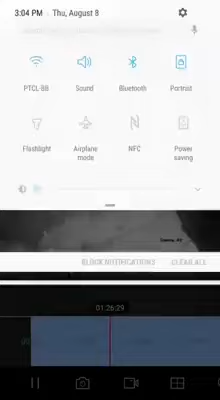 3:04 PM Thu, August 8
PTCL-BB Sound Bluetooth Portrait
Flashlight Airplane mode NFC Power saving
BLOCK NOTIFICATIONS CLEAR ALL
01:26:29